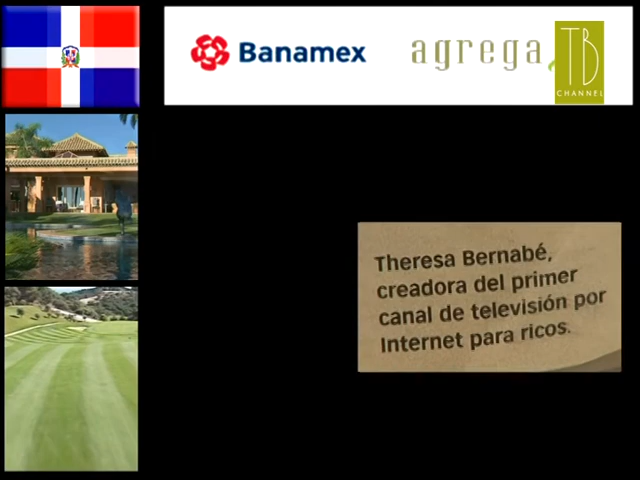 Banamex
agrega
TB
CHANNEL
Theresa Bernabé,
creadora del primer
canal de televisión por
Internet para ricos.